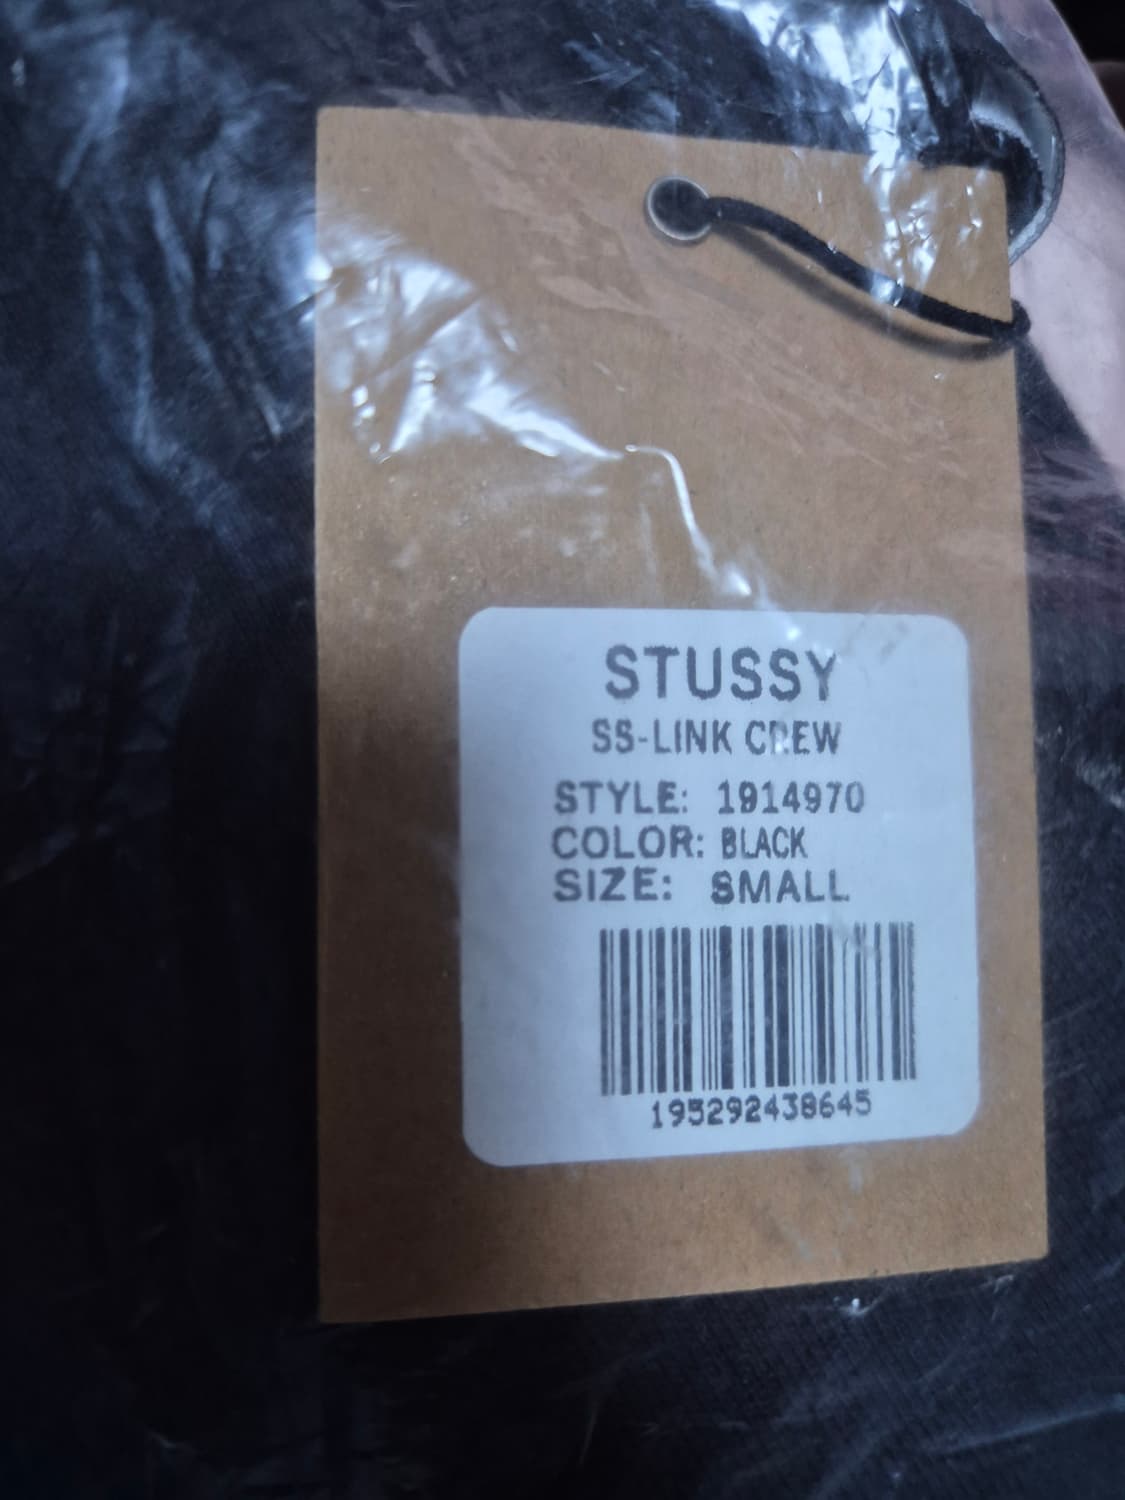 STUSSY
SS-LINK CREW
STYLE: 1914970
COLOR: BLACK
SIZE: SMALL
195292438645